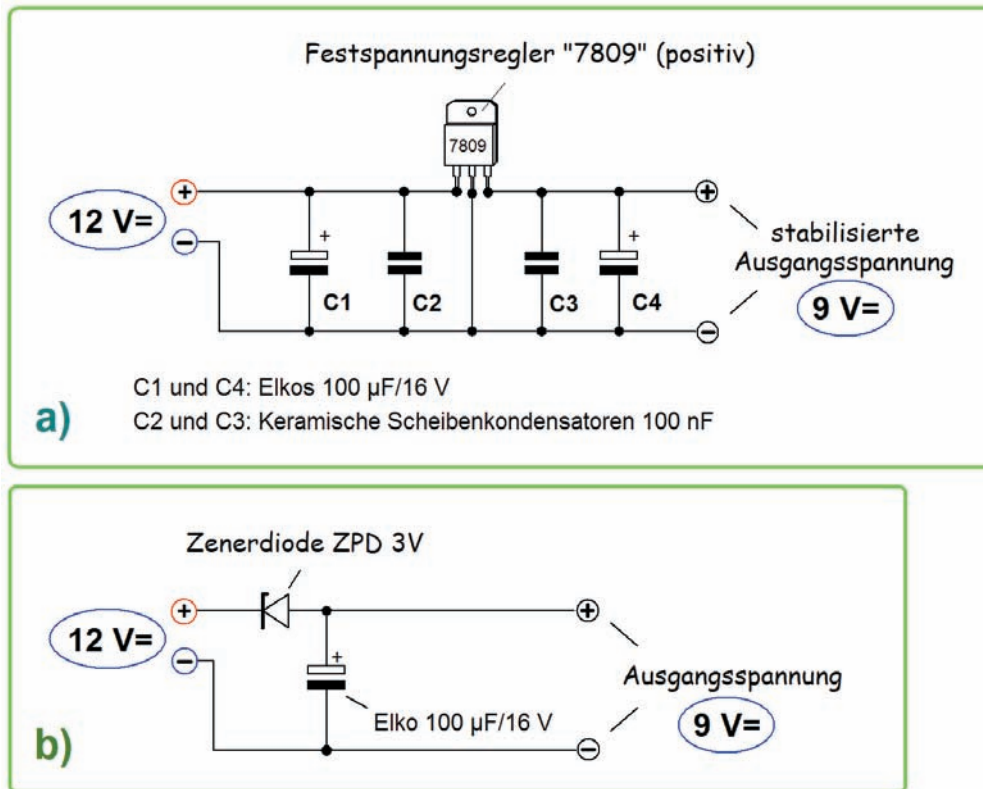 Festspannungsregler "7809" (positiv)
7809
+
12 V=
−
+
+
+
−
C1
C2
C3
C4
stabilisierte
Ausgangsspannung
9 V=
C1 und C4: Elkos 100 µF/16 V
C2 und C3: Keramische Scheibenkondensatoren 100 nF
a)
Zenerdiode ZPD 3V
+
12 V=
−
+
+
−
Elko 100 µF/16 V
Ausgangsspannung
9 V=
b)